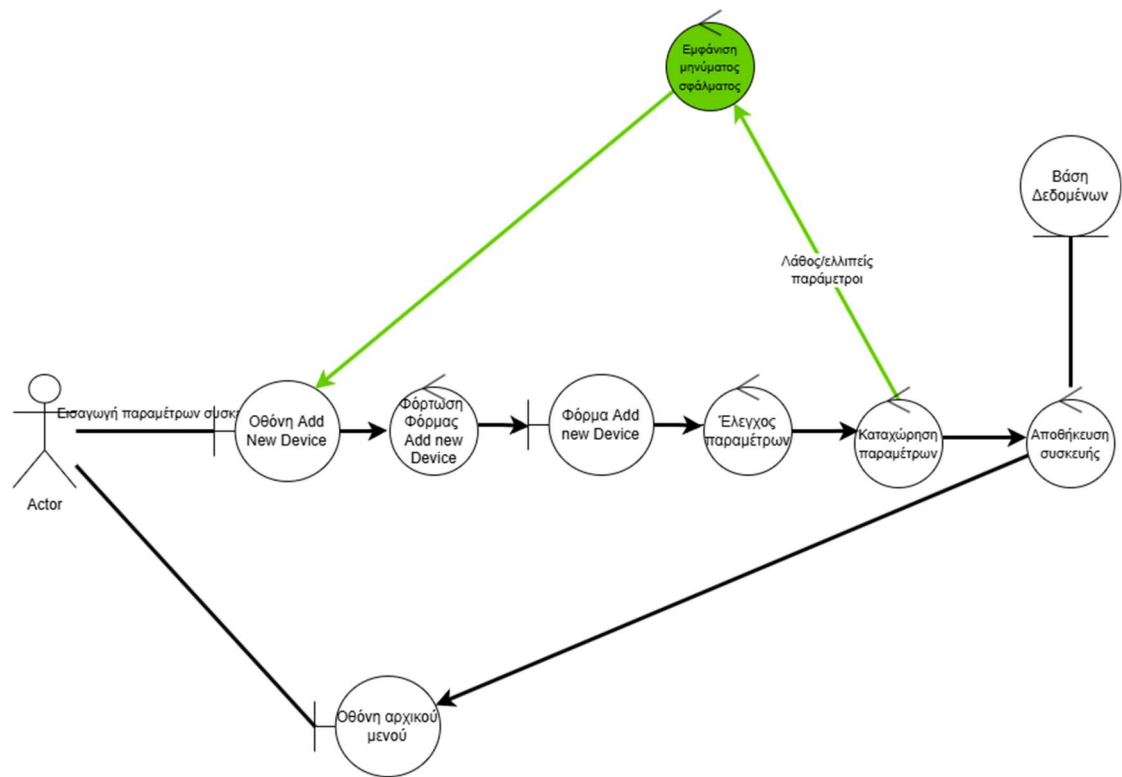 Εμφάνιση
μηνύματος
σφάλματος
Βάση
Δεδομένων
Λάθος/ελλιπείς
παράμετροι
Εισαγωγή παραμέτρων
Οθόνη Add
New Device
Φόρτωση
Φόρμας
Add new
Device
Φόρμα Add
new Device
Έλεγχος
παραμέτρων
Καταχώρηση
παραμέτρων
Αποθήκευση
συσκευής
Actor
Οθόνη αρχικού
μενού